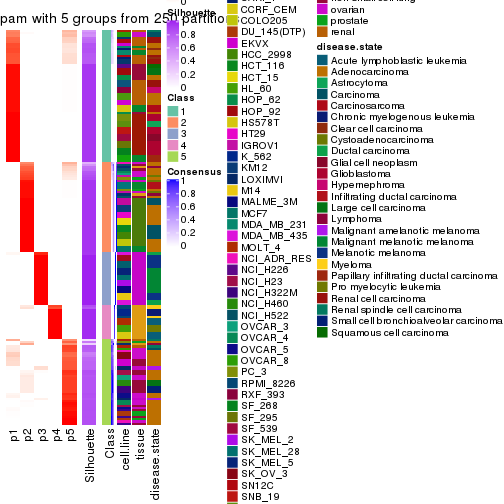 pam with 5 groups from 25
partition
0
Silhouette
1
0.8
0.6
0.4
0.2
0
Class
1
2
3
4
5
Consensus
1
0.8
0.6
0.4
0.2
0
p1
p2
p3
p4
p5
Silhouette
Class
cell.line
tissue
disease.state
CCRF_CEM
COLO205
DU_145(DTP)
EKVX
HCC_2998
HCT_116
HCT_15
HL_60
HOP_62
HOP_92
HS578T
HT29
IGROV1
K_562
KM12
LOXIMVI
M14
MALME_3M
MCF7
MDA_MB_231
MDA_MB_435
MOLT_4
NCI_ADR_RES
NCI_H226
NCI_H23
NCI_H322M
NCI_H460
NCI_H522
OVCAR_3
OVCAR_4
OVCAR_5
OVCAR_8
PC_3
RPMI_8226
RXF_393
SF_268
SF_295
SF_539
SK_MEL_2
SK_MEL_28
SK_MEL_5
SK_OV_3
SN12C
SNB_19
ovarian
prostate
renal
disease.state
Acute lymphoblastic leukemia
Adenocarcinoma
Astrocytoma
Carcinoma
Carcinosarcoma
Chronic myelogenous leukemia
Clear cell carcinoma
Cystoadenocarcinoma
Ductal carcinoma
Glial cell neoplasm
Glioblastoma
Hypernephroma
Infiltrating ductal carcinoma
Large cell carcinoma
Lymphoma
Malignant amelanotic melanoma
Malignant melanotic melanoma
Melanotic melanoma
Myeloma
Papillary infiltrating ductal carcinoma
Pro myelocytic leukemia
Renal cell carcinoma
Renal spindle cell carcinoma
Small cell bronchioalveolar carcinoma
Squamous cell carcinoma